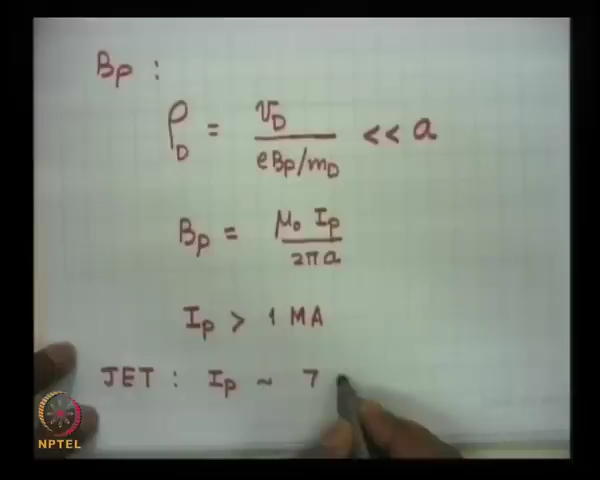 Bp :
ρD = vD / eBp/mD << a
Bp = μ₀ Ip / 2πa
Ip > 1 MA
JET : Ip ~ 7
NPTEL